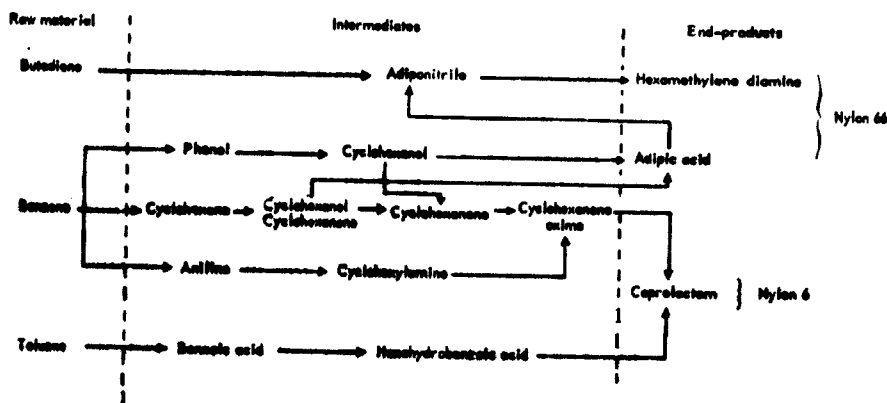 Raw material
Intermediates
End-products
Butadiene
Adiponitrile
Hexamethylene diamine
Nylon 66
Phenol
Cyclohexanol
Adipic acid
Benzene
Cyclohexane
Cyclohexanol
Cyclohexanone
Cyclohexanone
Cyclohexanone
oxime
Aniline
Cyclohexylamine
Caprolactam
Nylon 6
Toluene
Benzoic acid
Hexahydrobenzoic acid